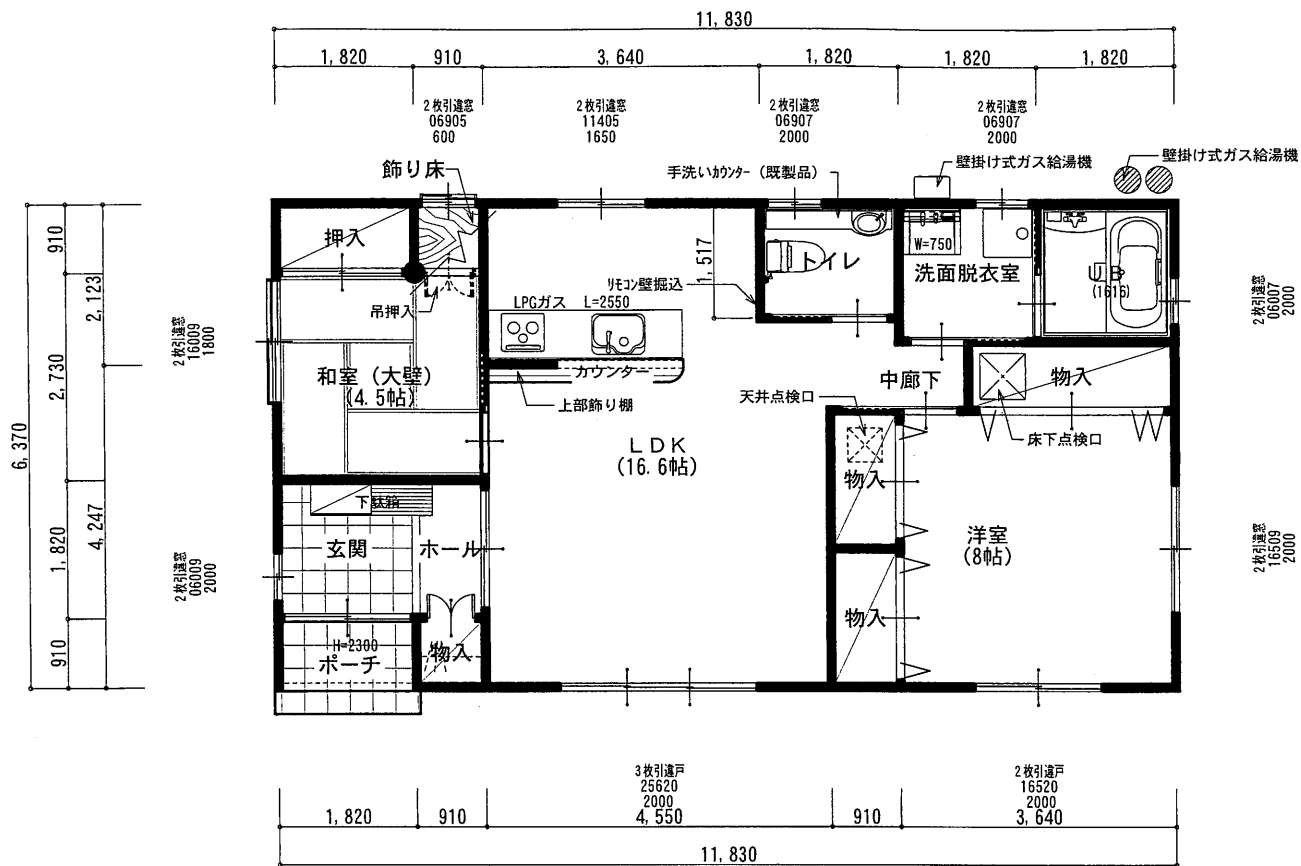 11,830
1,820
910
3,640
1,820
1,820
1,820
2枚引違窓
06905
600
2枚引違窓
11405
1650
2枚引違窓
06907
2000
2枚引違窓
06907
2000
飾り床
手洗いカウンター（既製品）
壁掛け式ガス給湯機
壁掛け式ガス給湯機
押入
吊押入
リモコン壁掘込
1,517
トイレ
W=750
洗面脱衣室
UB
(1616)
2枚引違窓
06007
2000
910
2,123
2,730
6,370
4,247
1,820
910
2枚引違窓
16009
1800
和室（大壁）
(4.5帖)
LPGガス
L=2550
カウンター
上部飾り棚
天井点検口
中廊下
物入
床下点検口
LDK
(16.6帖)
物入
洋室
(8帖)
2枚引違窓
16509
2000
下駄箱
玄関
ホール
2枚引違窓
06009
2000
物入
H=2300
ポーチ
物入
3枚引違戸
25620
2000
2枚引違戸
16520
2000
1,820
910
4,550
910
3,640
11,830